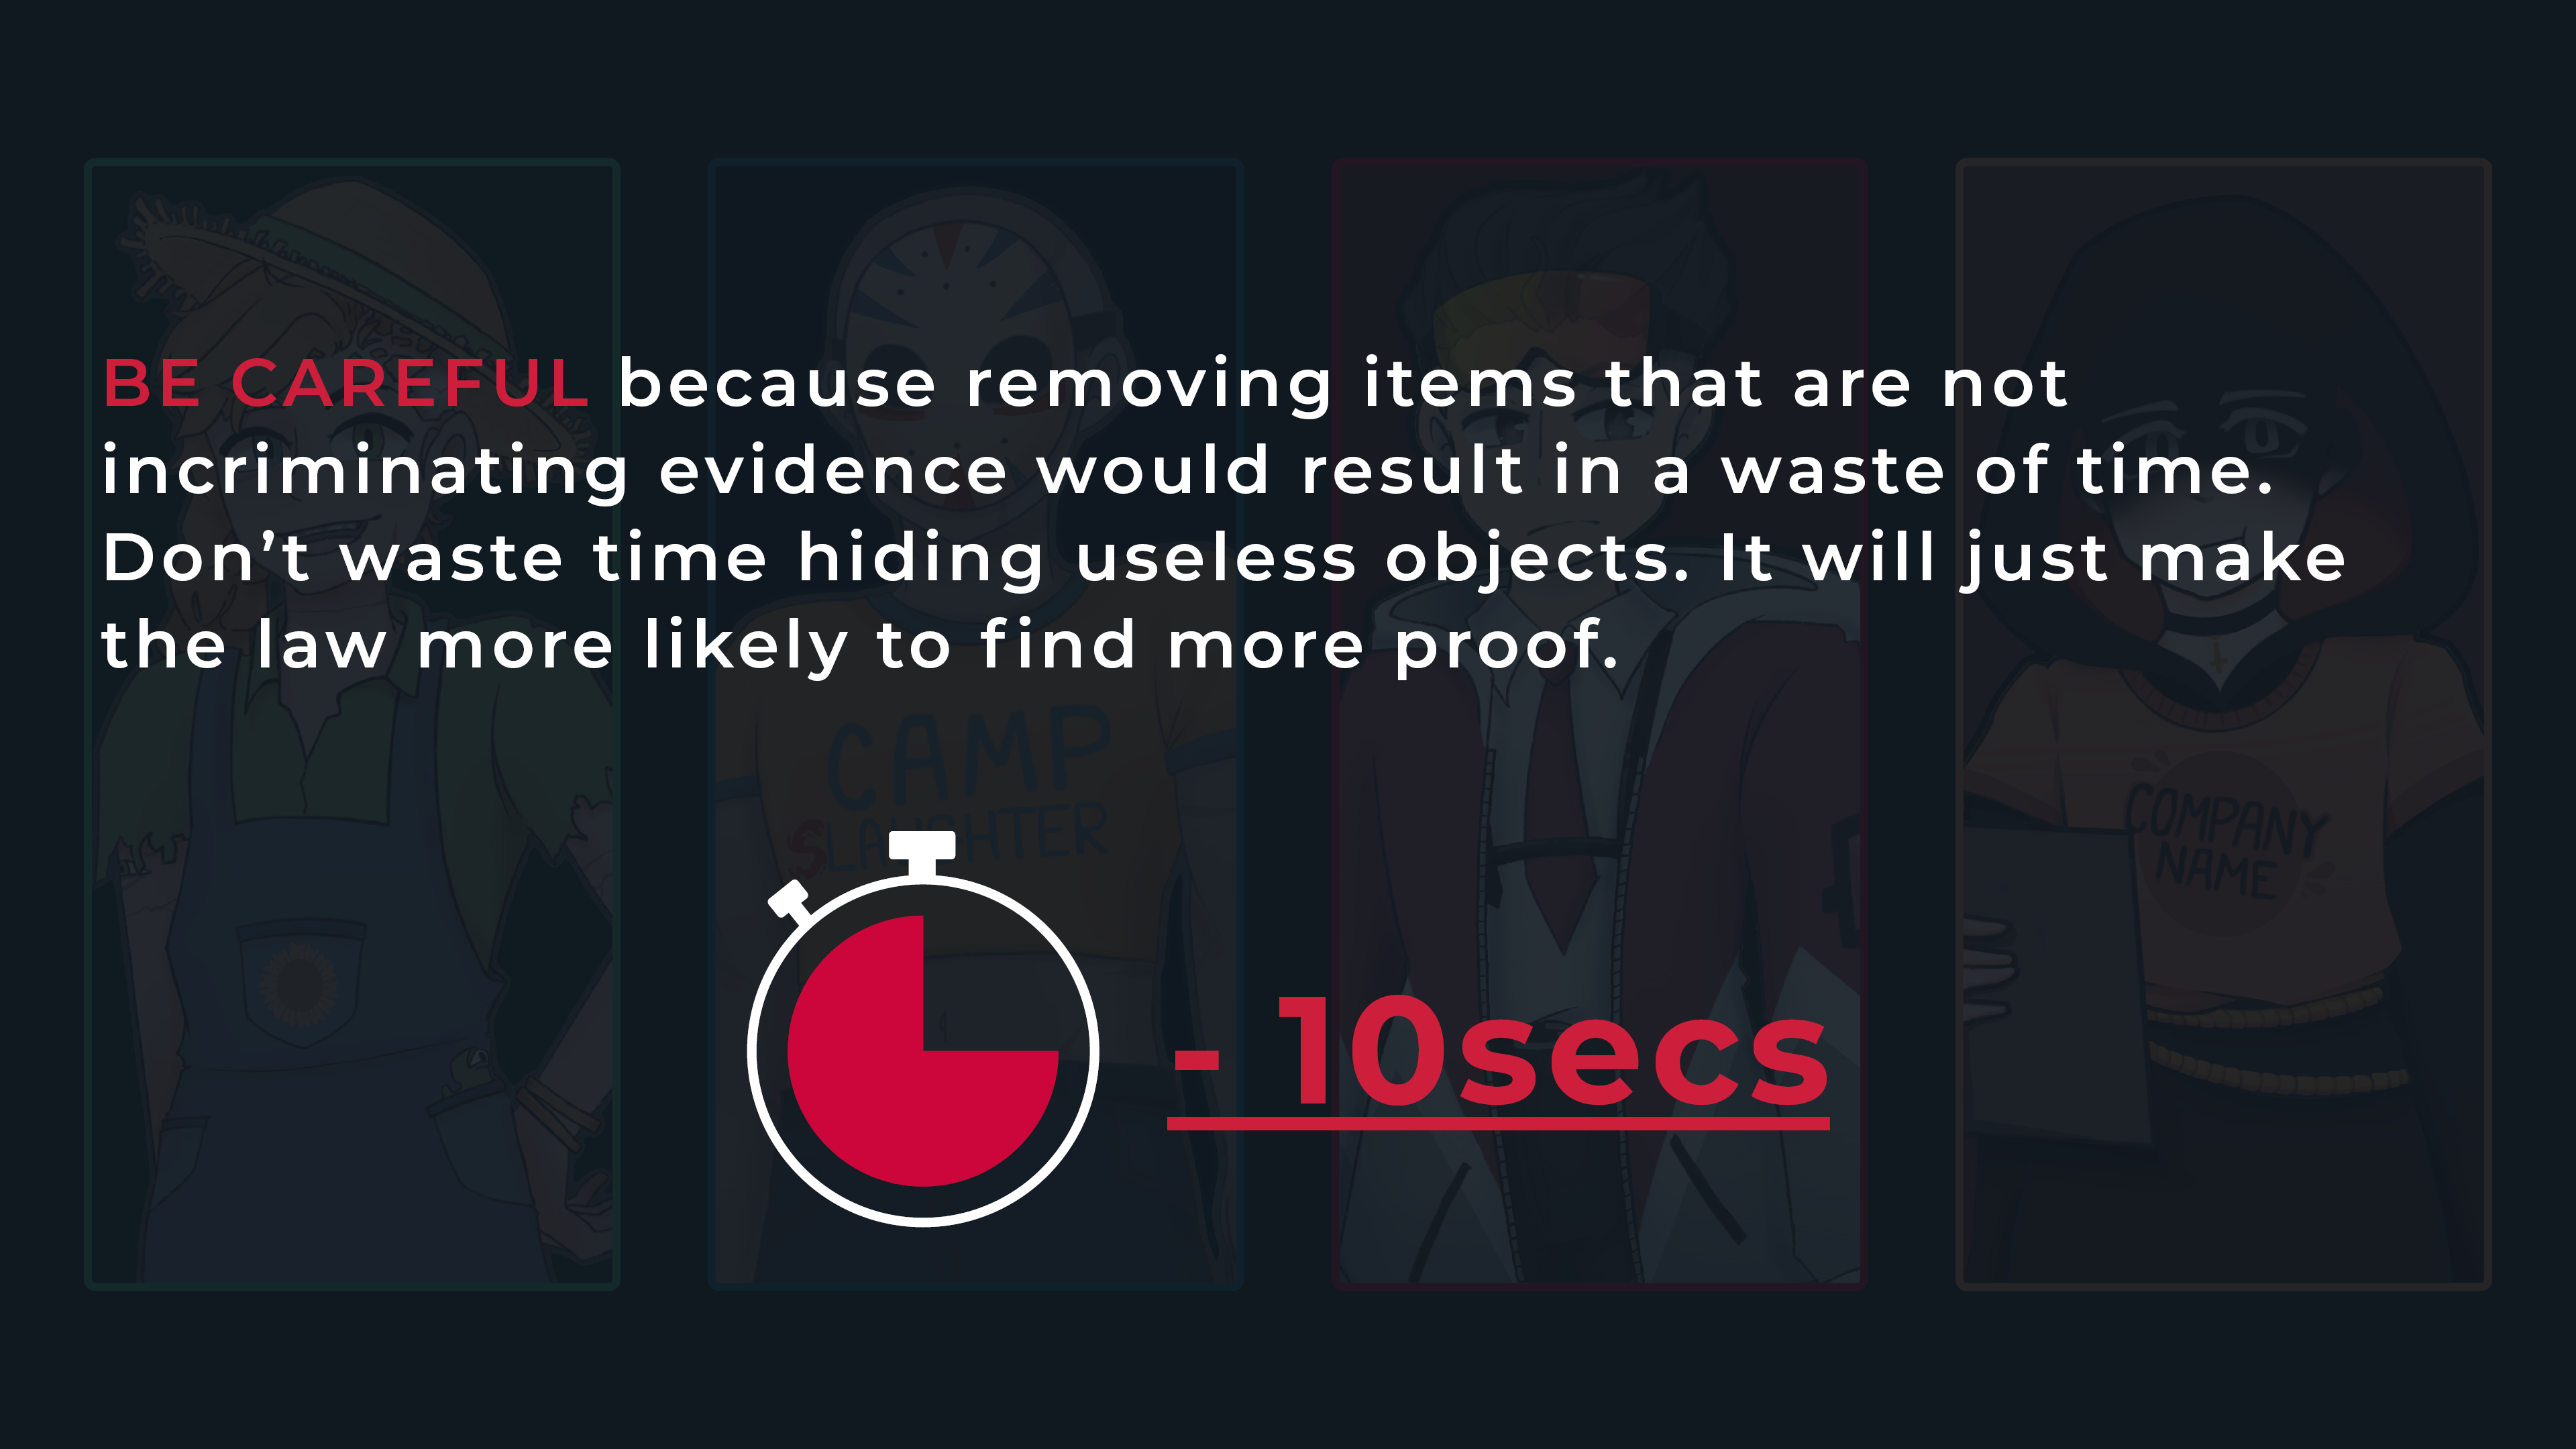 BE CAREFUL because removing items that are not
incriminating evidence would result in a waste of time.
Don’t waste time hiding useless objects. It will just make
the law more likely to find more proof.
CAMP
SLAUGHTER
COMPANY
NAME
- 10secs